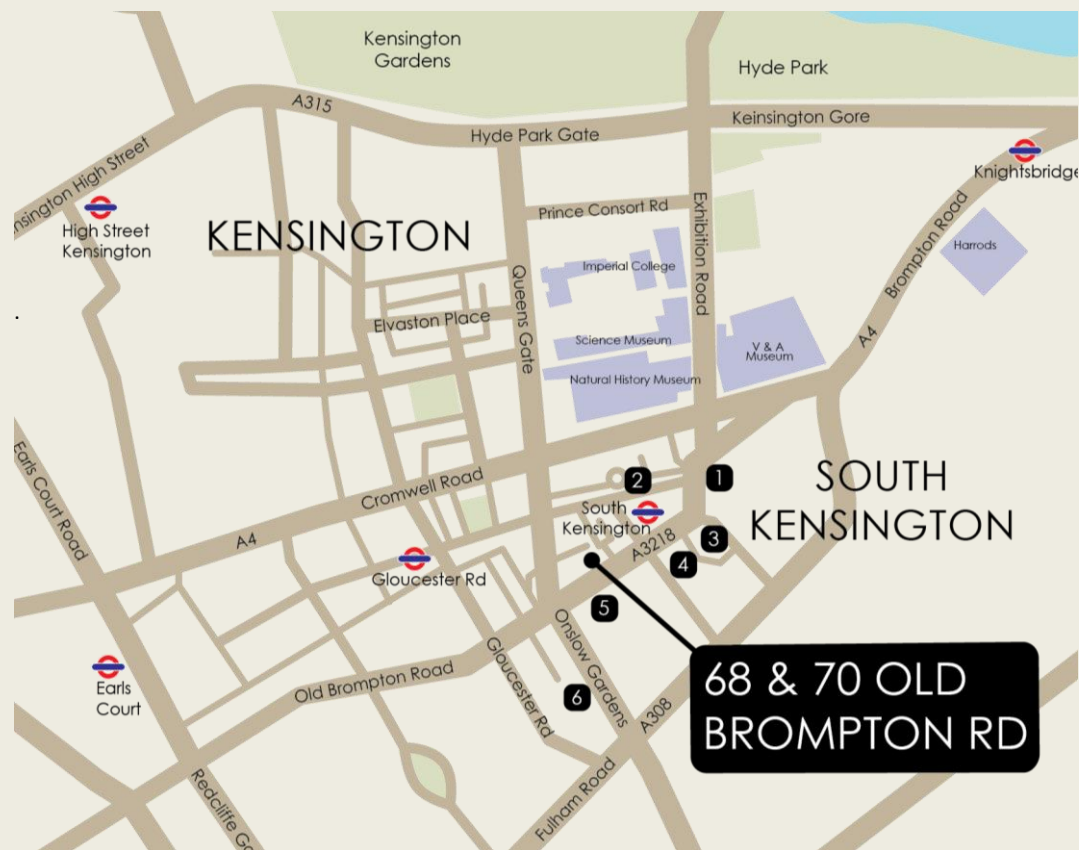 Kensington
Gardens
Hyde Park
A315
Keinsington Gore
Hyde Park Gate
nsington High Street
Knightsbridge
High Street
Kensington
KENSINGTON
Prince Consort Rd
Exhibition Road
Brompton Road
Harrods
Imperial College
Queens Gate
Elvaston Place
Science Museum
V & A
Museum
A4
Natural History Museum
Earls Court Road
Cromwell Road
A4
2
1
SOUTH
KENSINGTON
South
Kensington
A3218
3
4
Gloucester Rd
5
Onslow Gardens
Earls
Court
Old Brompton Road
Gloucester Rd
6
A308
68 & 70 OLD
BROMPTON RD
Fulham Road
Redcliffe Ga